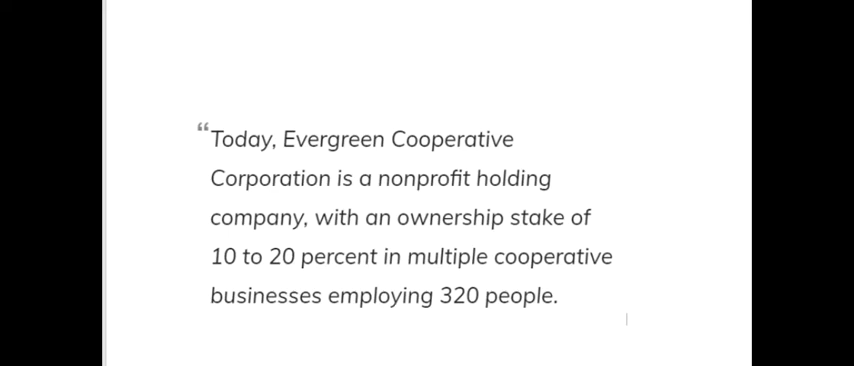 “Today, Evergreen Cooperative
Corporation is a nonprofit holding
company, with an ownership stake of
10 to 20 percent in multiple cooperative
businesses employing 320 people.